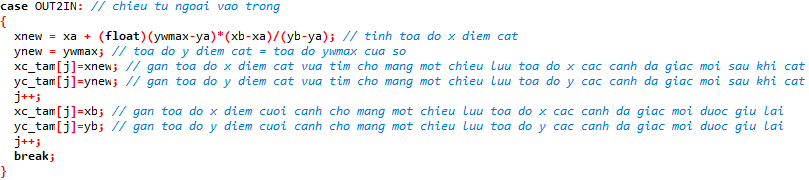 case OUT2IN: // chieu tu ngoai vao trong
{
xnew = xa + (float)(ywmax-ya)*(xb-xa)/(yb-ya); // tinh toa do x diem cat
ynew = ywmax; // toa do y diem cat = toa do ywmax cua so
xc_tam[j]=xnew; // gan toa do x diem cat vua tim cho mang mot chieu luu toa do x cac canh da giac moi sau khi cat
yc_tam[j]=ynew; // gan toa do y diem cat vua tim cho mang mot chieu luu toa do y cac canh da giac moi sau khi cat
j++;
xc_tam[j]=xb; // gan toa do x diem cuoi canh cho mang mot chieu luu toa do x cac canh da giac moi duoc giu lai
yc_tam[j]=yb; // gan toa do y diem cuoi canh cho mang mot chieu luu toa do y cac canh da giac moi duoc giu lai
j++;
break;
}